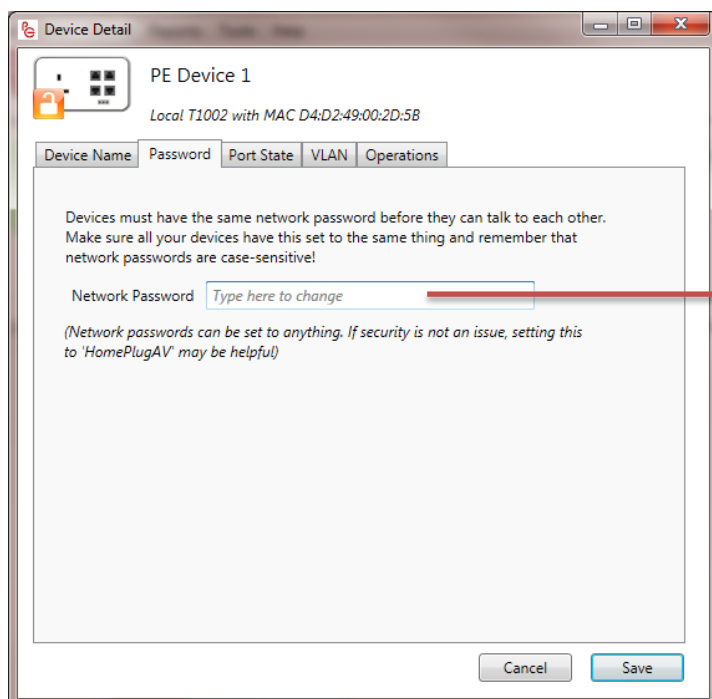 Device Detail
PE Device 1
Local T1002 with MAC D4:D2:49:00:2D:5B
Device Name Password Port State VLAN Operations
Devices must have the same network password before they can talk to each other.
Make sure all your devices have this set to the same thing and remember that
network passwords are case-sensitive!
Network Password Type here to change
(Network passwords can be set to anything. If security is not an issue, setting this
to 'HomePlugAV' may be helpful)
Cancel Save